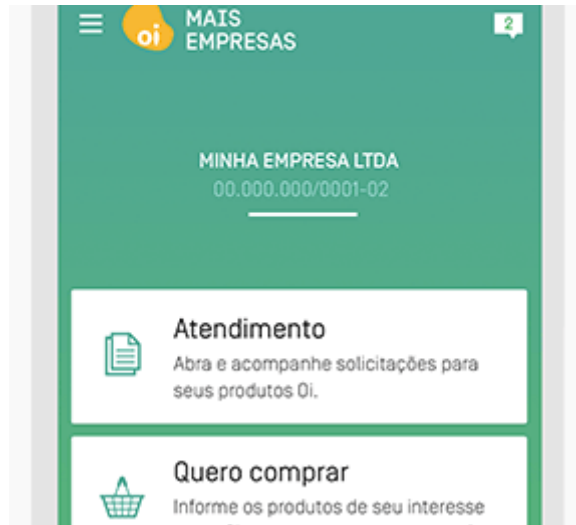 oi
MAIS
EMPRESAS
2
MINHA EMPRESA LTDA
00.000.000/0001-02
Atendimento
Abra e acompanhe solicitações para
seus produtos Oi.
Quero comprar
Informe os produtos de seu interesse